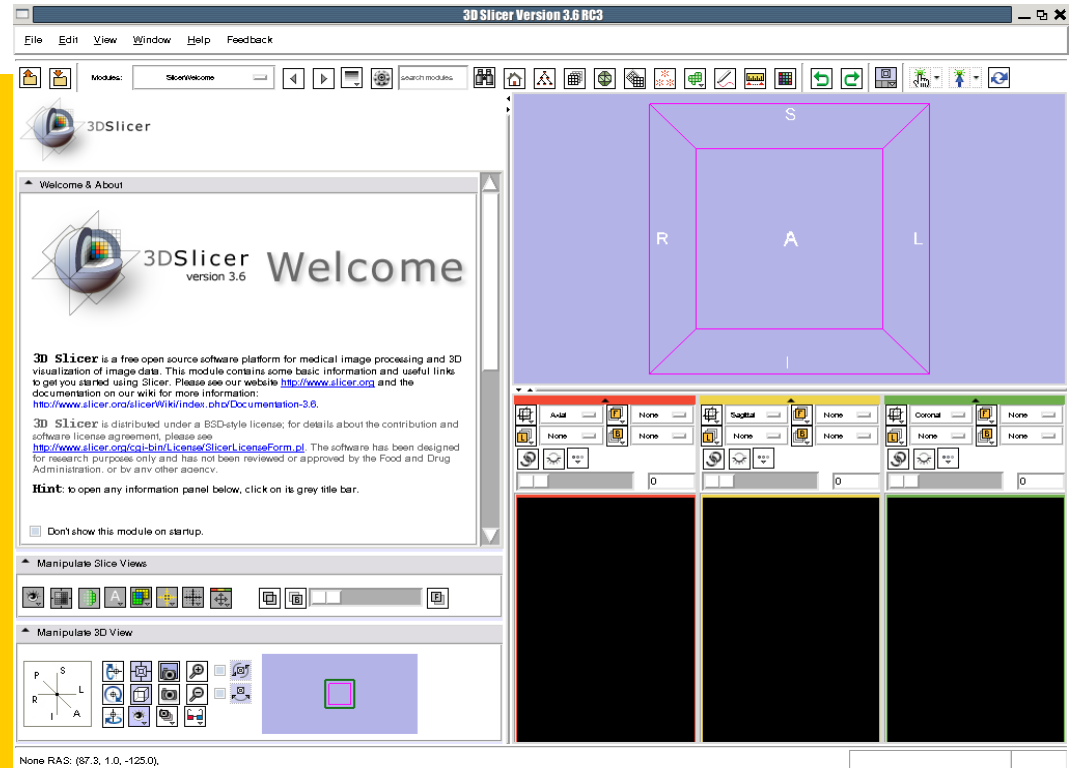 3D Slicer Version 3.6 RC3
File Edit View Window Help Feedback
Modules: SlicerWelcome search modules
3DSlicer
Welcome & About
3DSlicer
version 3.6
Welcome
3D Slicer is a free open source software platform for medical image processing and 3D
visualization of image data. This module contains some basic information and useful links
to get you started using Slicer. Please see our website http://www.slicer.org and the
documentation on our wiki for more information:
http://www.slicer.org/slicerWiki/index.php/Documentation-3.6.
3D Slicer is distributed under a BSD-style license; for details about the contribution and
software license agreement, please see
http://www.slicer.org/cgi-bin/License/SlicerLicenseForm.pl. The software has been designed
for research purposes only and has not been reviewed or approved by the Food and Drug
Administration, or by any other agency.
Hint: to open any information panel below, click on its grey title bar.
Don't show this module on startup.
Manipulate Slice Views
A
B F
Manipulate 3D View
P S
R L
I A
S
R A L
I
Axial F None
L None B None
0
Sagittal F None
L None B None
0
Coronal F None
L None B None
0
None RAS: (87.3, 1.0, -125.0),